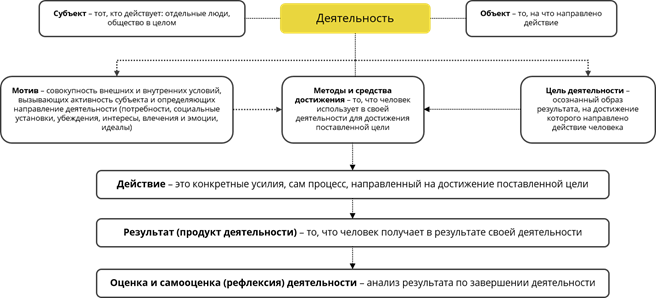 Субъект – тот, кто действует: отдельные люди,
общество в целом
Деятельность
Объект – то, на что направлено
действие
Мотив – совокупность внешних и внутренних условий,
вызывающих активность субъекта и определяющих
направление деятельности (потребности, социальные
установки, убеждения, интересы, влечения и эмоции,
идеалы)
Методы и средства
достижения – то, что человек
использует в своей
деятельности для достижения
поставленной цели
Цель деятельности –
осознанный образ
результата, на достижение
которого направлено
действие человека
Действие – это конкретные усилия, сам процесс, направленный на достижение поставленной цели
Результат (продукт деятельности) – то, что человек получает в результате своей деятельности
Оценка и самооценка (рефлексия) деятельности – анализ результата по завершении деятельности